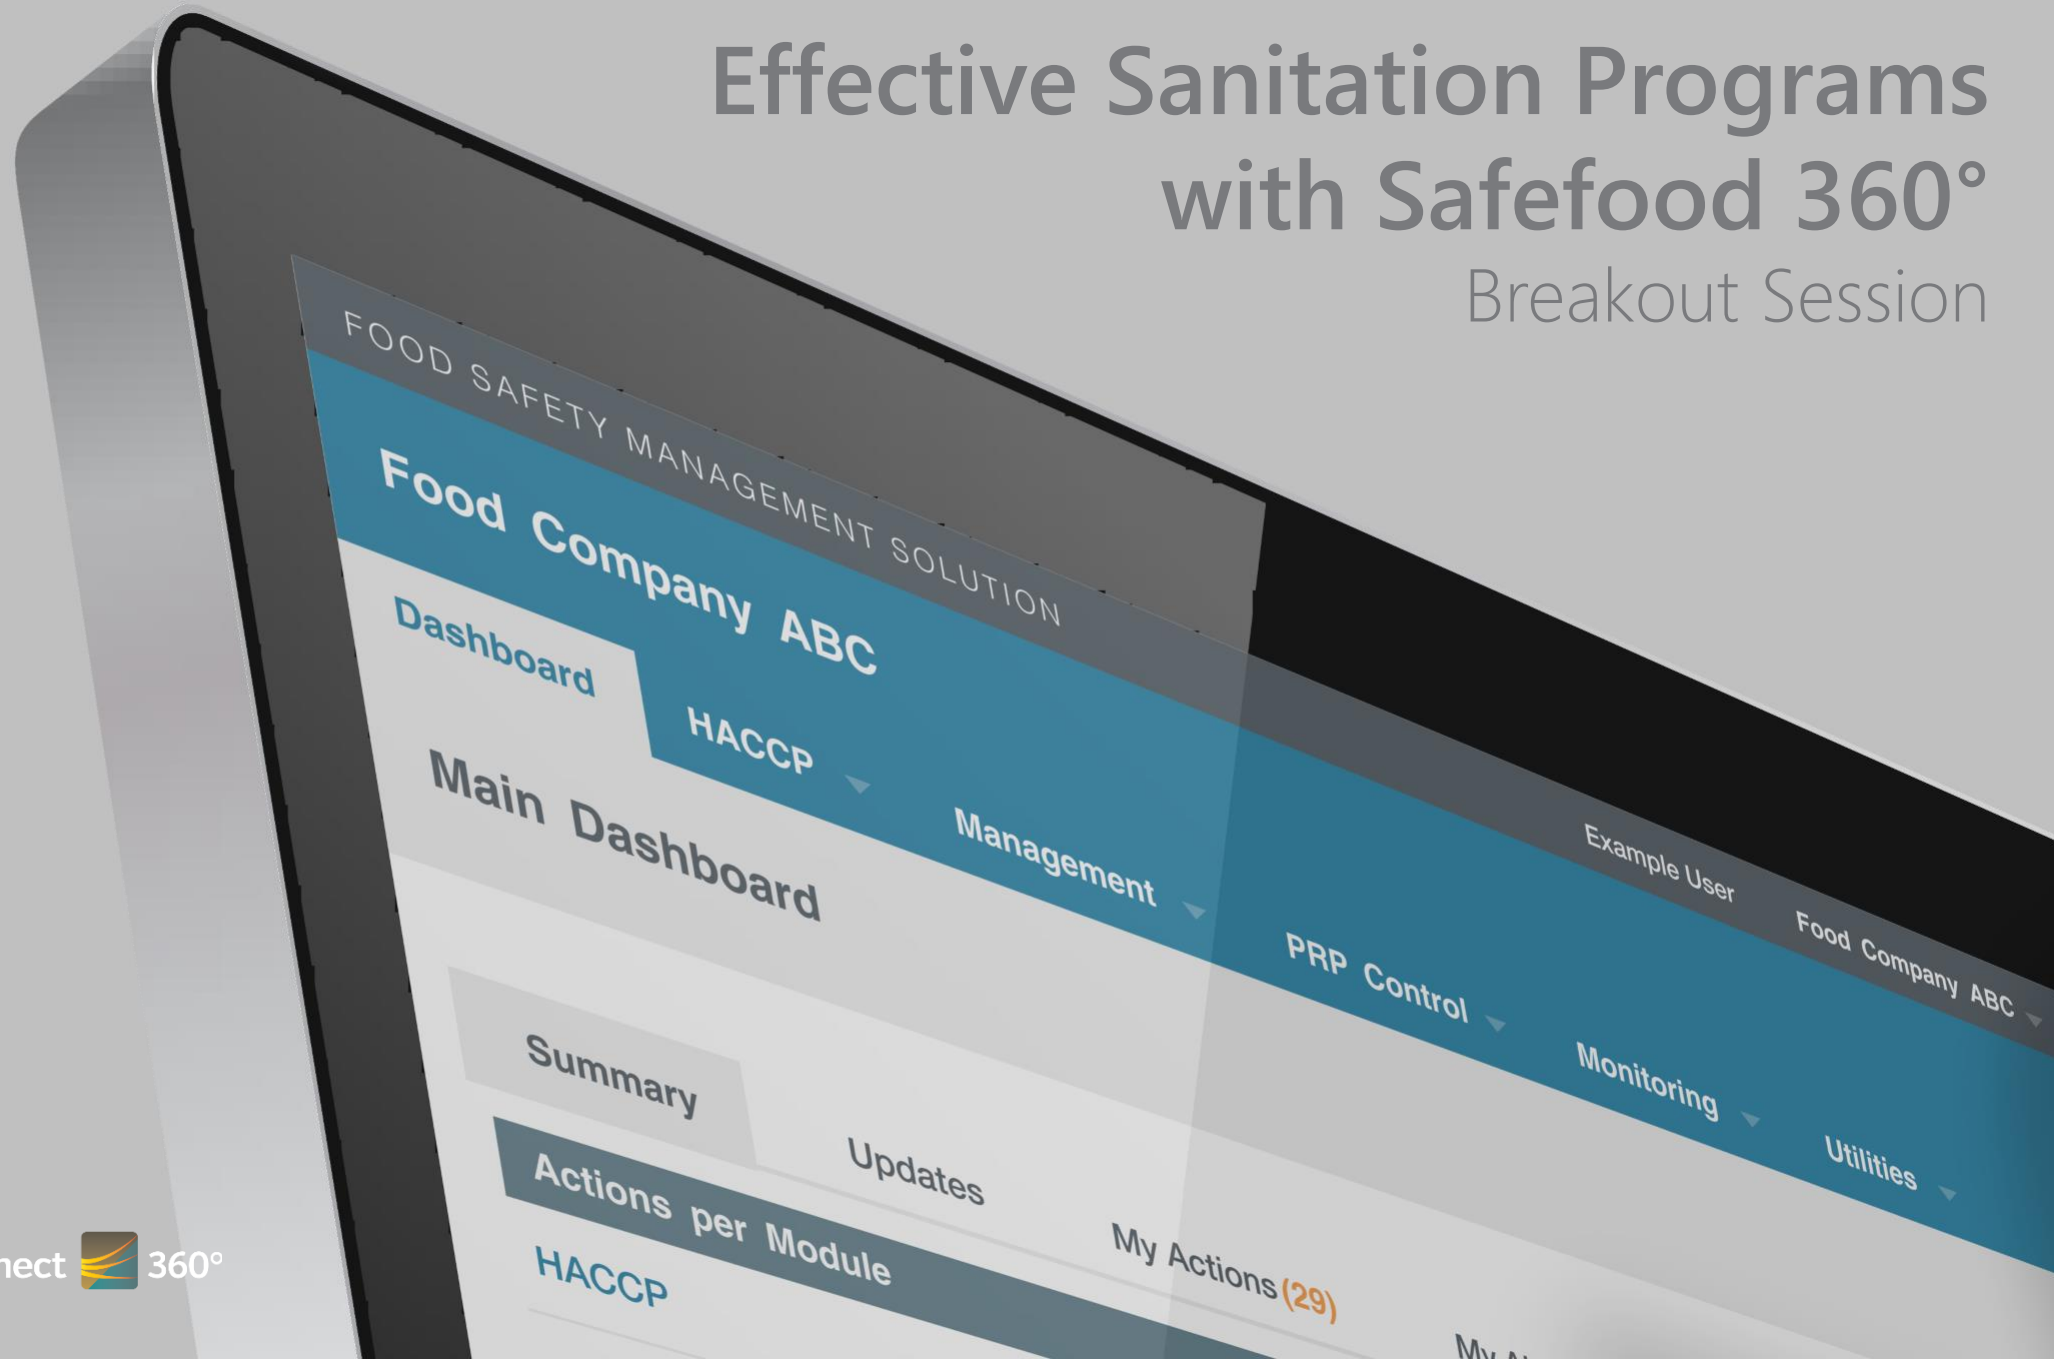 Effective Sanitation Programs
with Safefood 360°
Breakout Session
FOOD SAFETY MANAGEMENT SOLUTION
Example User
Food Company ABC
Food Company ABC
Dashboard
HACCP
Management
PRP Control
Monitoring
Utilities
Main Dashboard
Summary
Updates
My Actions (29)
My
Actions per Module
HACCP
360°